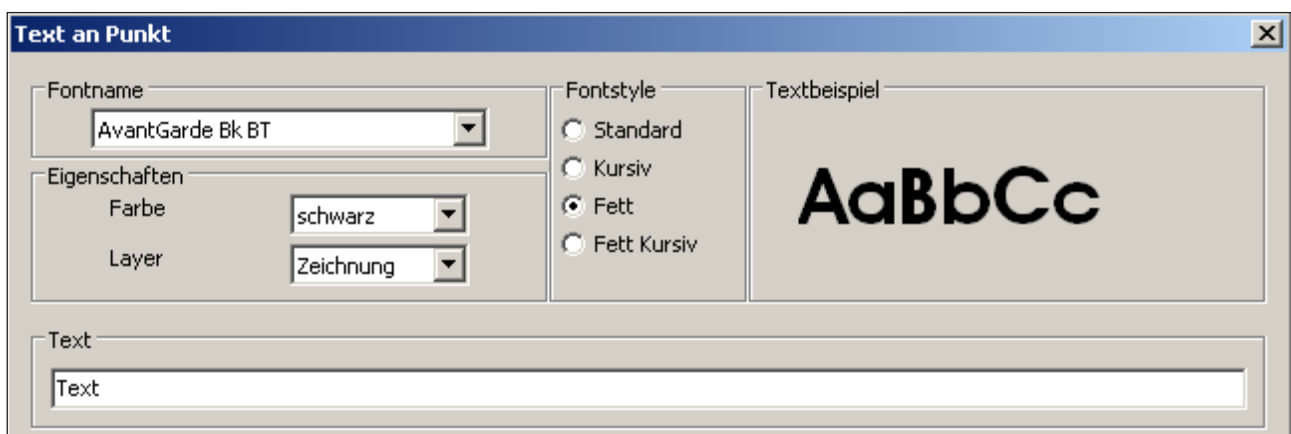 Text an Punkt
Fontname
AvantGarde Bk BT
Eigenschaften
Farbe
schwarz
Layer
Zeichnung
Fontstyle
Standard
Kursiv
Fett
Fett Kursiv
Textbeispiel
AaBbCc
Text
Text